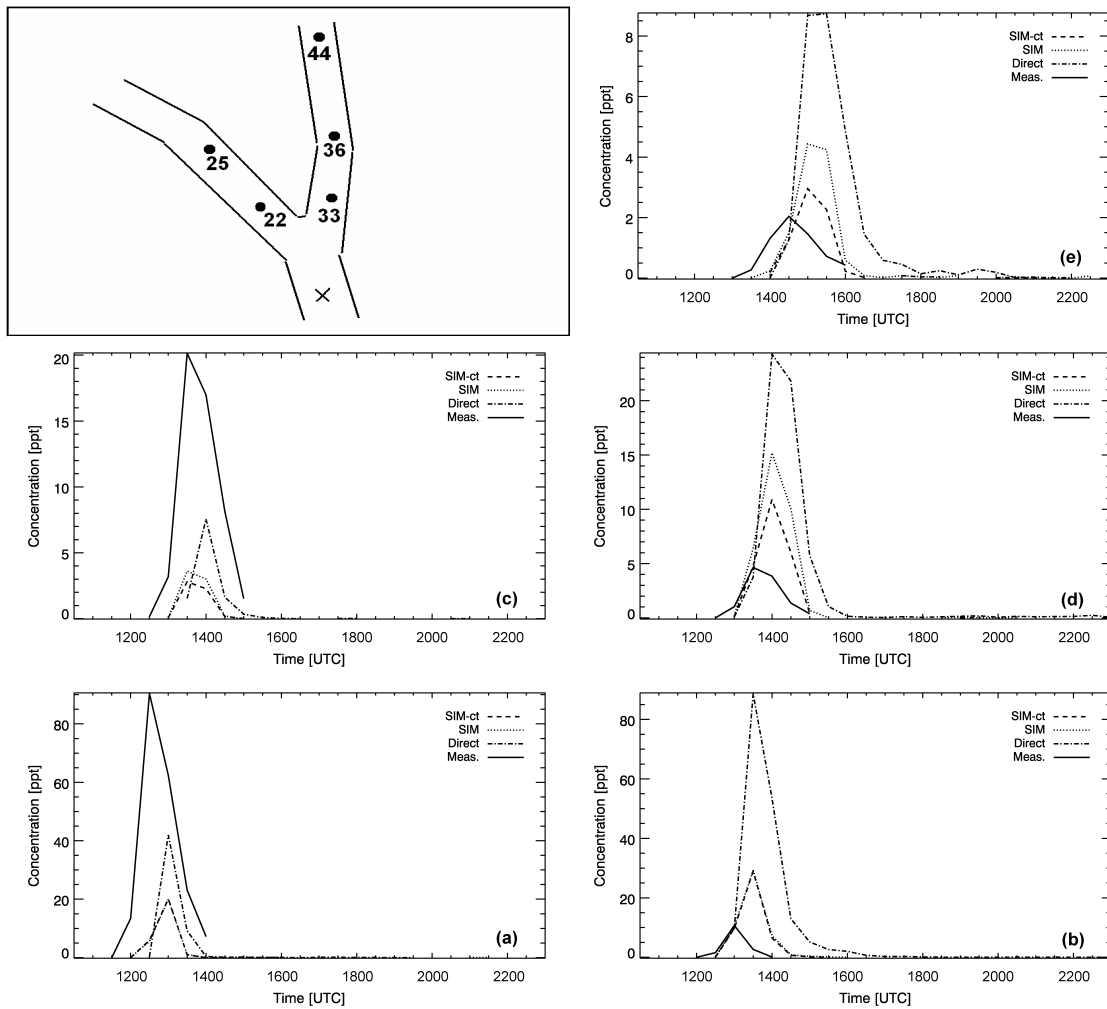 44
36
25
33
22
Concentration [ppt]
8
6
4
2
0
SIM-ct
SIM
Direct
Meas.
(e)
1200 1400 1600 1800 2000 2200
Time [UTC]
Concentration [ppt]
20
15
10
5
0
SIM-ct
SIM
Direct
Meas.
(c)
1200 1400 1600 1800 2000 2200
Time [UTC]
Concentration [ppt]
20
15
10
5
0
SIM-ct
SIM
Direct
Meas.
(d)
1200 1400 1600 1800 2000 2200
Time [UTC]
Concentration [ppt]
80
60
40
20
0
SIM-ct
SIM
Direct
Meas.
(a)
1200 1400 1600 1800 2000 2200
Time [UTC]
Concentration [ppt]
80
60
40
20
0
SIM-ct
SIM
Direct
Meas.
(b)
1200 1400 1600 1800 2000 2200
Time [UTC]